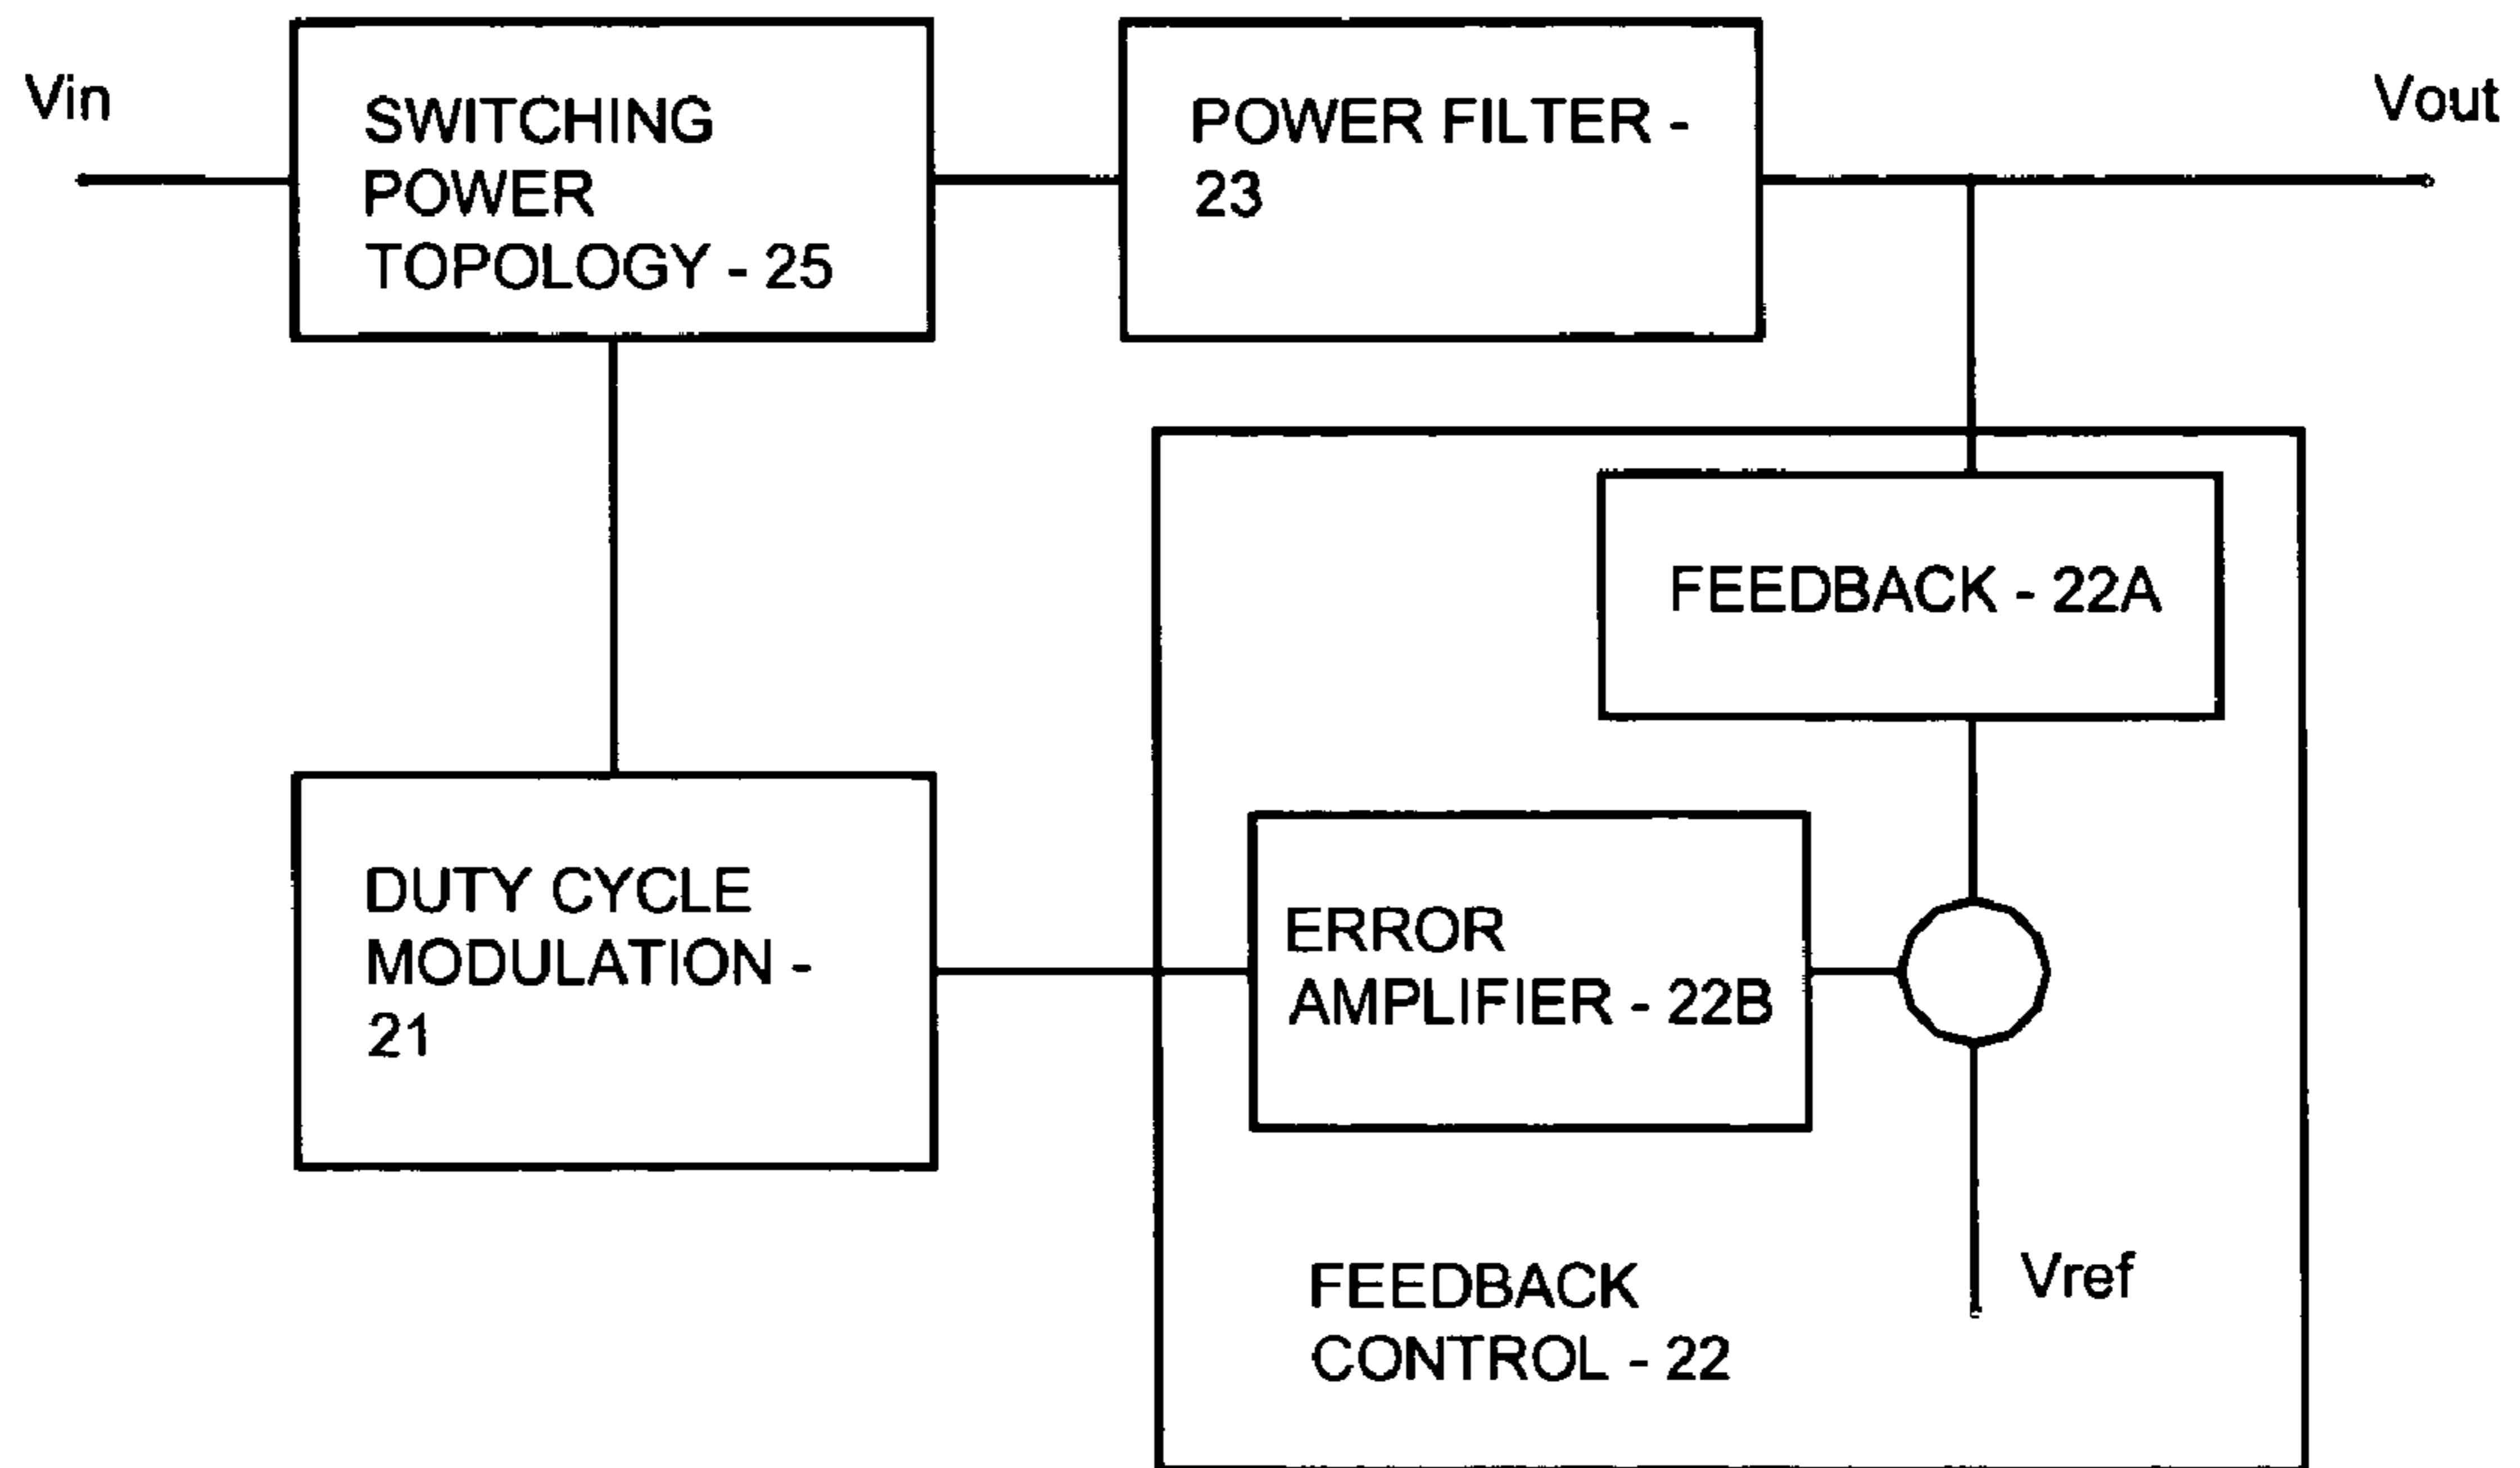 Vin
SWITCHING
POWER
TOPOLOGY - 25
POWER FILTER -
23
Vout
FEEDBACK - 22A
DUTY CYCLE
MODULATION -
21
ERROR
AMPLIFIER - 22B
Vref
FEEDBACK
CONTROL - 22